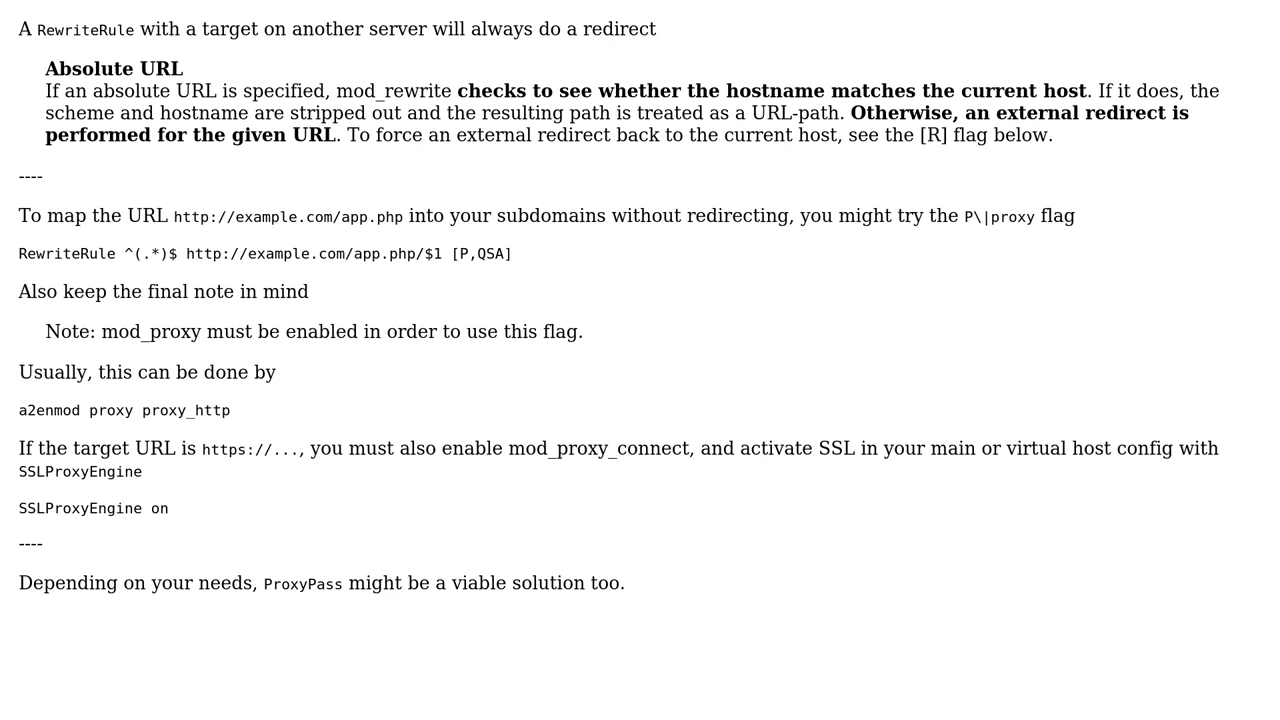 A RewriteRule with a target on another server will always do a redirect
Absolute URL
If an absolute URL is specified, mod_rewrite checks to see whether the hostname matches the current host. If it does, the
scheme and hostname are stripped out and the resulting path is treated as a URL-path. Otherwise, an external redirect is
performed for the given URL. To force an external redirect back to the current host, see the [R] flag below.
----
To map the URL http://example.com/app.php into your subdomains without redirecting, you might try the P\|proxy flag
RewriteRule ^(.*)$ http://example.com/app.php/$1 [P,QSA]
Also keep the final note in mind
Note: mod_proxy must be enabled in order to use this flag.
Usually, this can be done by
a2enmod proxy proxy_http
If the target URL is https://..., you must also enable mod_proxy_connect, and activate SSL in your main or virtual host config with
SSLProxyEngine
SSLProxyEngine on
----
Depending on your needs, ProxyPass might be a viable solution too.